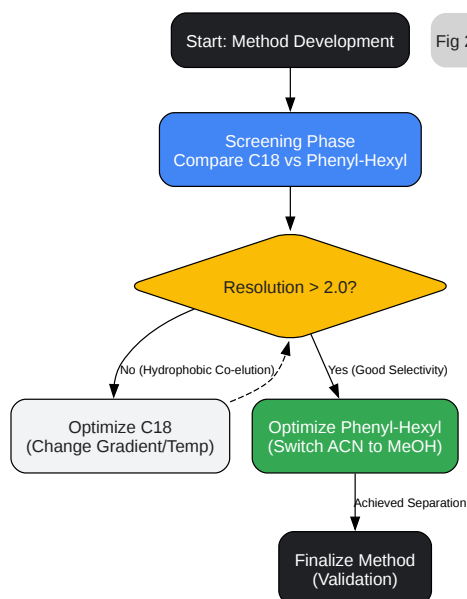 Start: Method Development
Fig 2
Screening Phase
Compare C18 vs Phenyl-Hexyl
Resolution > 2.0?
No (Hydrophobic Co-elution)
Yes (Good Selectivity)
Optimize C18
(Change Gradient/Temp)
Optimize Phenyl-Hexyl
(Switch ACN to MeOH)
Achieved Separation
Finalize Method
(Validation)